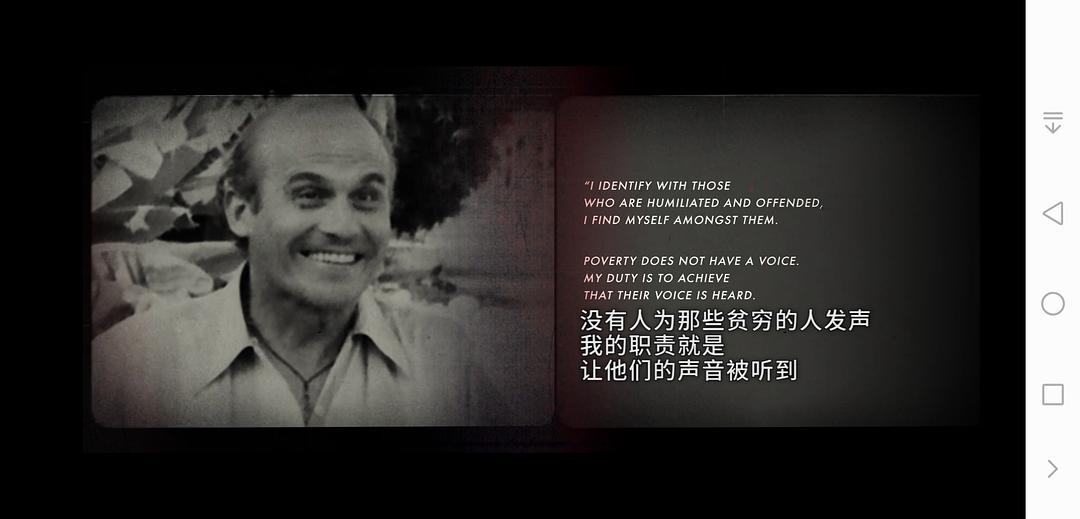 “I IDENTIFY WITH THOSE
WHO ARE HUMILIATED AND OFFENDED,
I FIND MYSELF AMONGST THEM.
POVERTY DOES NOT HAVE A VOICE.
MY DUTY IS TO ACHIEVE
THAT THEIR VOICE IS HEARD.
没有人为那些贫穷的人发声
我的职责就是
让他们的声音被听到